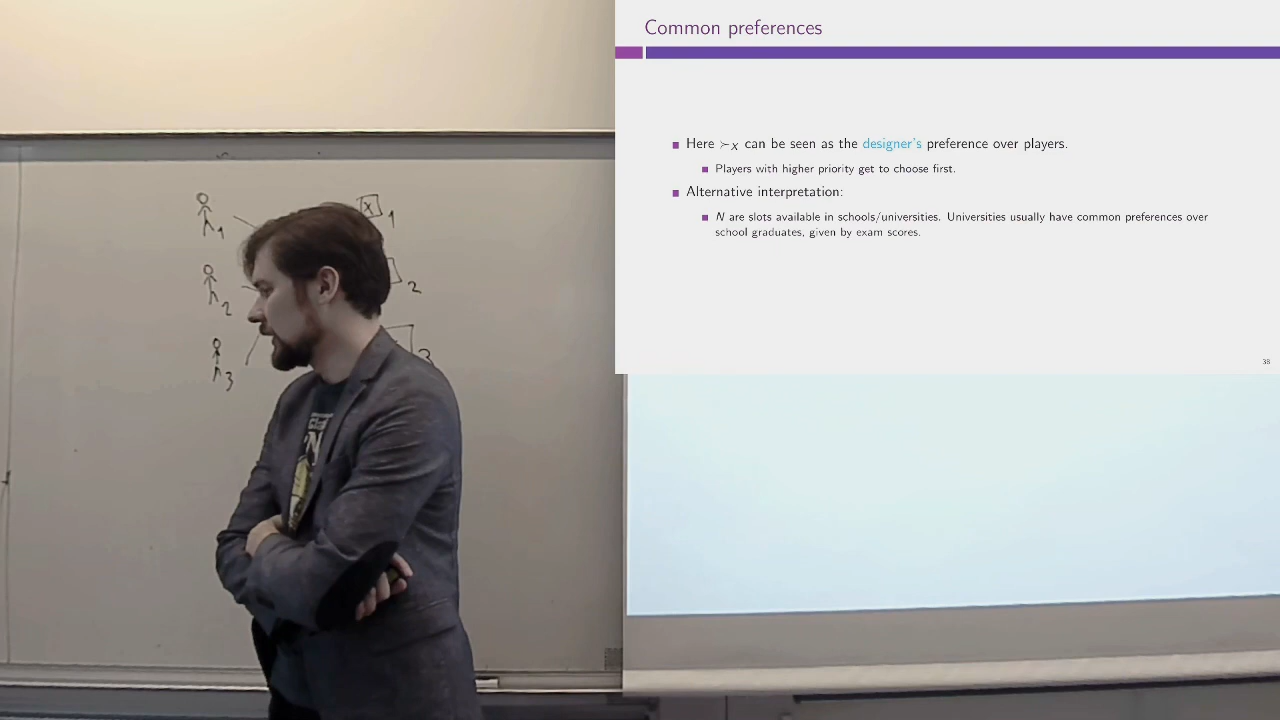 Common preferences
Here ≻X can be seen as the designer's preference over players.
Players with higher priority get to choose first.
Alternative interpretation:
N are slots available in schools/universities. Universities usually have common preferences over
school graduates, given by exam scores.
38
X
1
1
2
2
3
3